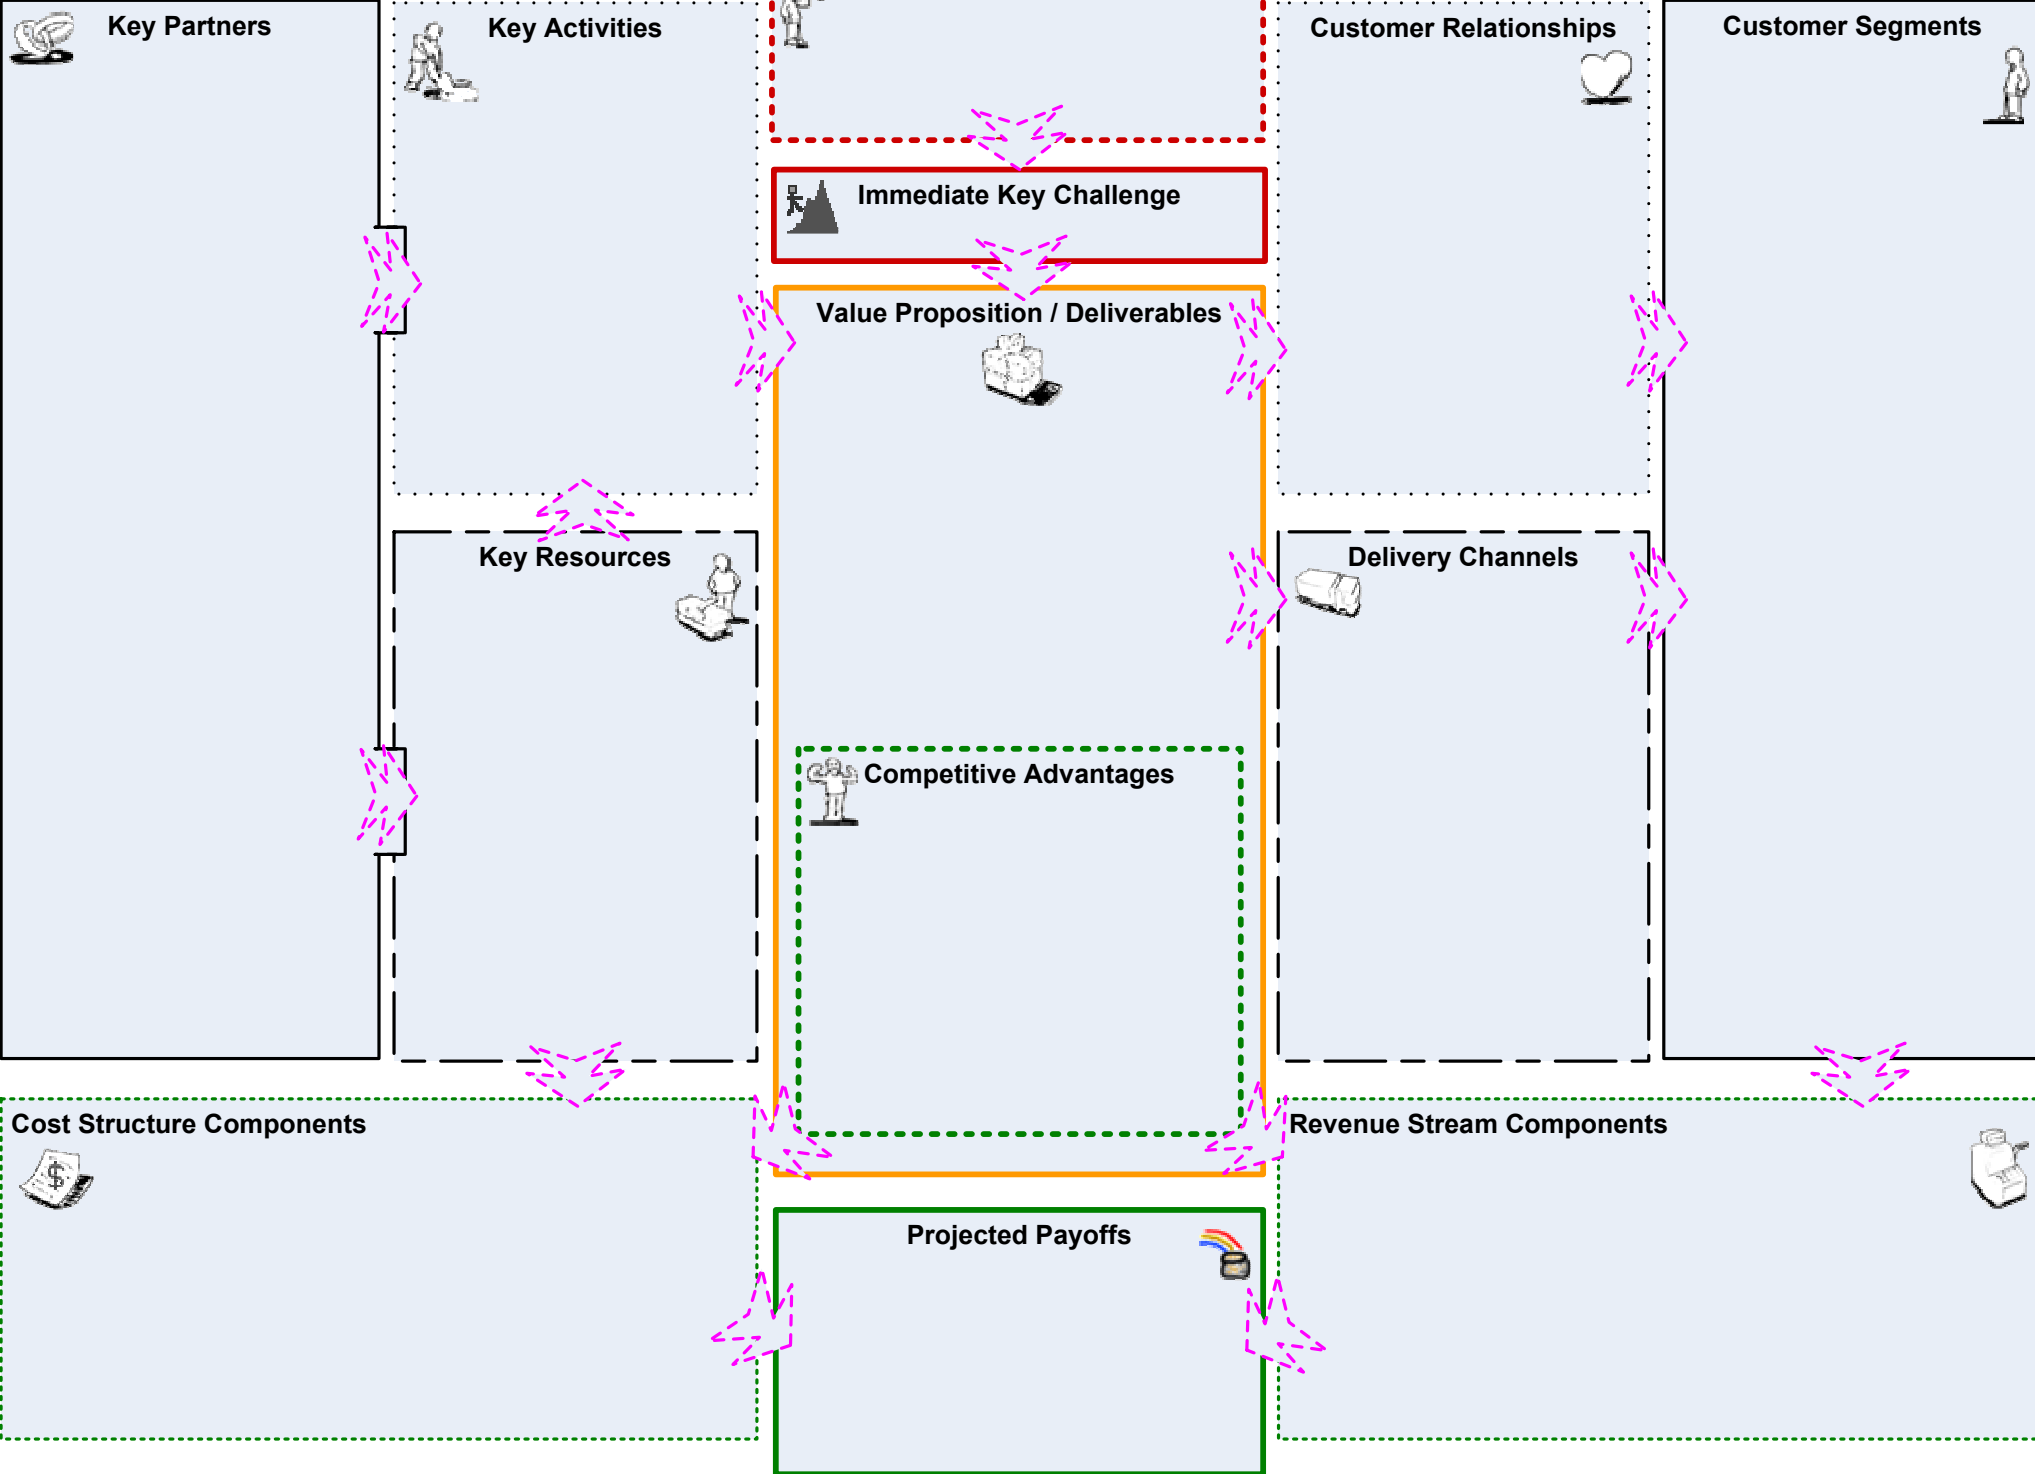 Key Partners
Key Activities
Customer Relationships
Customer Segments
Immediate Key Challenge
Value Proposition / Deliverables
Key Resources
Delivery Channels
Competitive Advantages
Cost Structure Components
$
Revenue Stream Components
Projected Payoffs